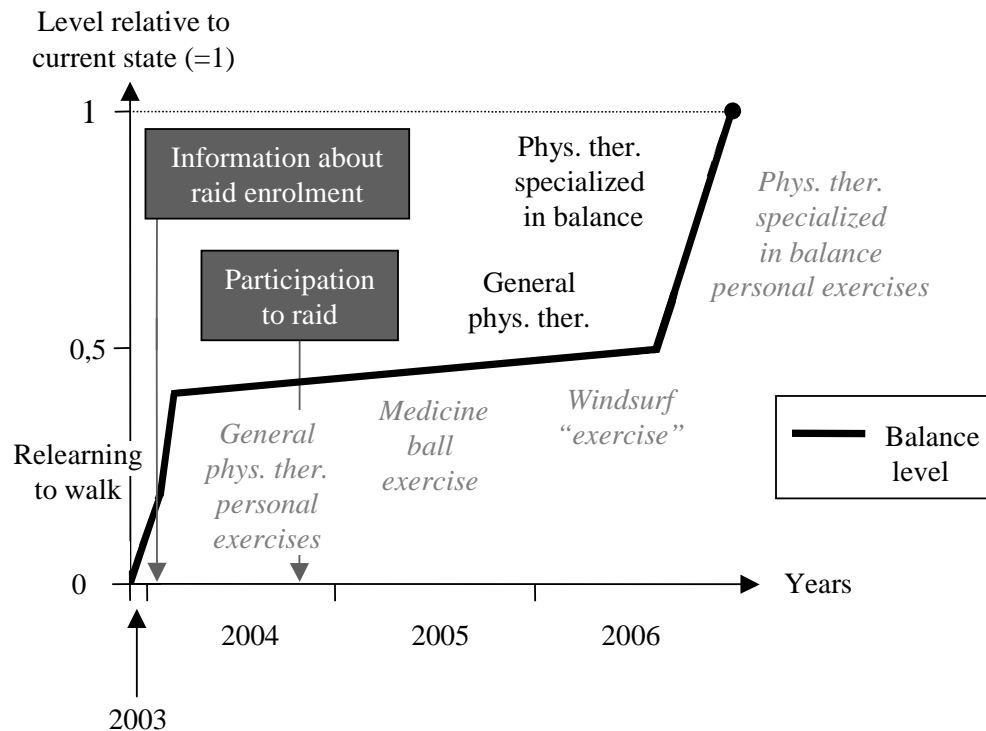 Level relative to
current state (=1)
1
Information about
raid enrolment
Phys. ther.
specialized
in balance
Phys. ther.
specialized
in balance
personal exercises
Participation
to raid
General
phys. ther.
0,5
General
phys. ther.
personal
exercises
Medicine
ball
exercise
Windsurf
“exercise”
Relearning
to walk
Balance
level
0
Years
2004
2005
2006
2003